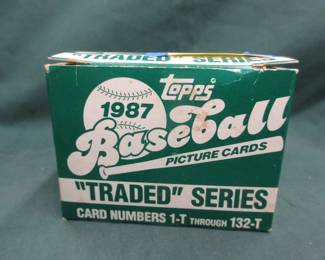 "TRADED" SERIES
Topps
1987
Baseball
PICTURE CARDS
"TRADED" SERIES
CARD NUMBERS 1-T THROUGH 132-T